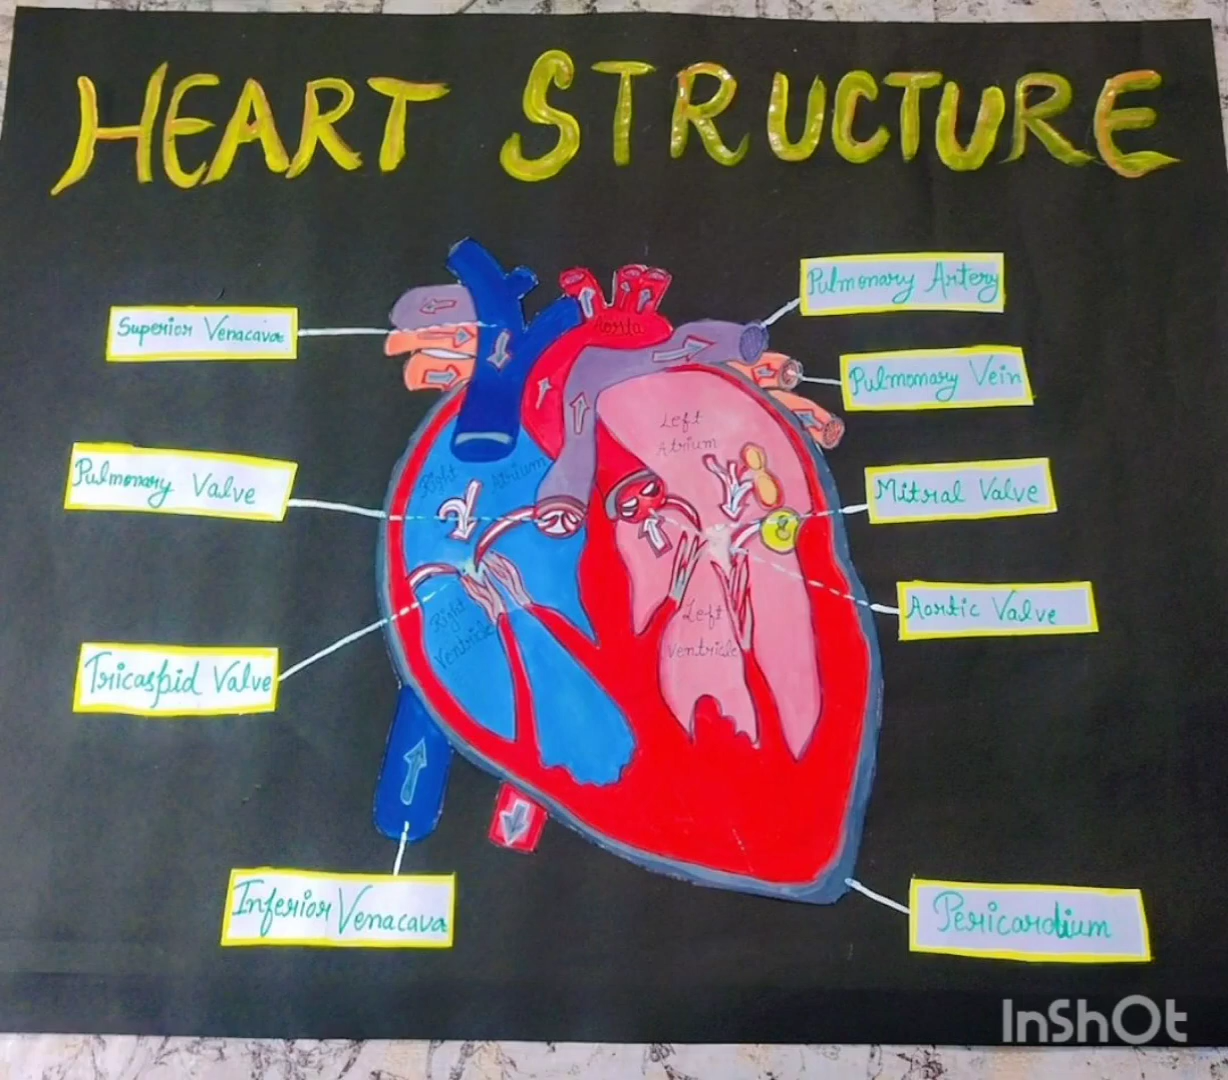 HEART STRUCTURE
Pulmonary Artery
Superior Venacava
Aorta
Pulmonary Vein
Left
Atrium
Right Atrium
Pulmonary Valve
Mitral Valve
Aortic Valve
Right
Ventricle
Left
Ventricle
Tricaspid Valve
Inferior Venacava
Pericardium
InShOt